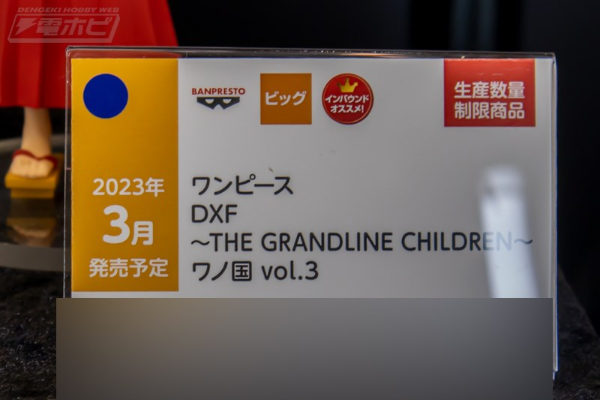 DENGEKI HOBBY WEB
電ホビ
BANPRESTO
ビッグ
インバウンド
オススメ!
生産数量
制限商品
2023年
3月
発売予定
ワンピース
DXF
~THE GRANDLINE CHILDREN~
ワノ国 vol.3